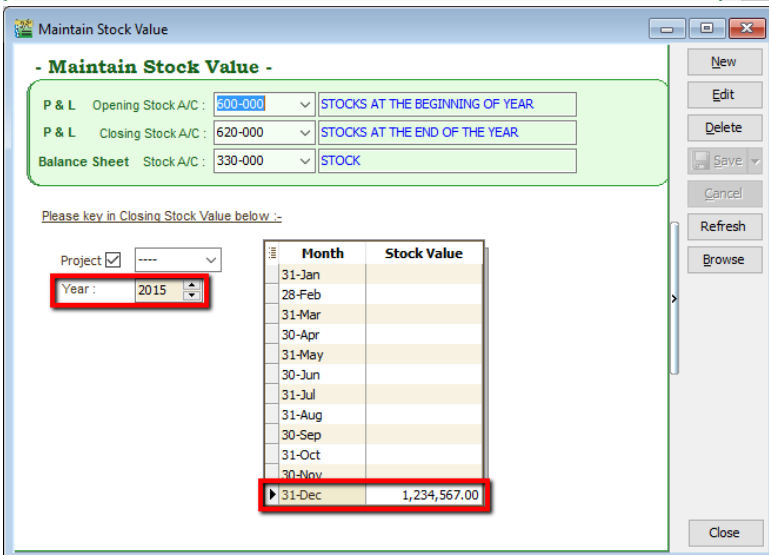 Maintain Stock Value
- Maintain Stock Value -
P & L Opening Stock A/C : 600-000 STOCKS AT THE BEGINNING OF YEAR
P & L Closing Stock A/C : 620-000 STOCKS AT THE END OF THE YEAR
Balance Sheet Stock A/C : 330-000 STOCK
Please key in Closing Stock Value below :-
Project ----
Year : 2015
Month Stock Value
31-Jan
28-Feb
31-Mar
30-Apr
31-May
30-Jun
31-Jul
31-Aug
30-Sep
31-Oct
30-Nov
31-Dec 1,234,567.00
New
Edit
Delete
Save
Cancel
Refresh
Browse
Close